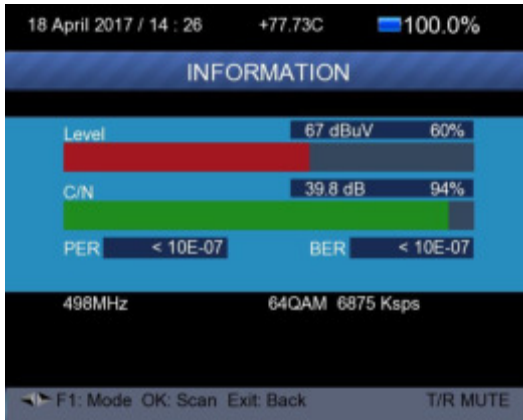 18 April 2017 / 14 : 26 +77.73C 100.0%
INFORMATION
Level 67 dBuV 60%
C/N 39.8 dB 94%
PER < 10E-07 BER < 10E-07
498MHz 64QAM 6875 Ksps
F1: Mode OK: Scan Exit: Back T/R MUTE